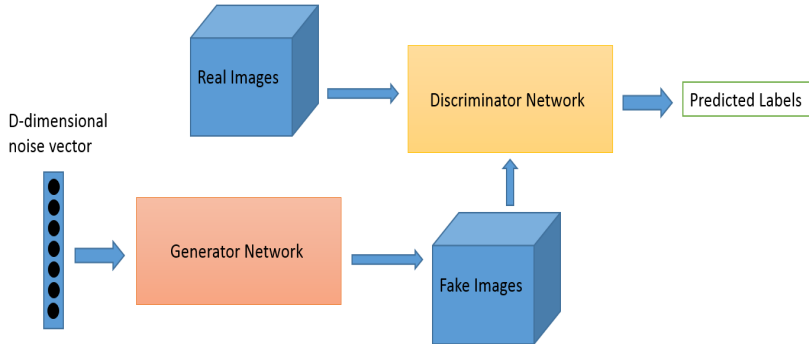 Real Images
Discriminator Network
Predicted Labels
D-dimensional
noise vector
Generator Network
Fake Images